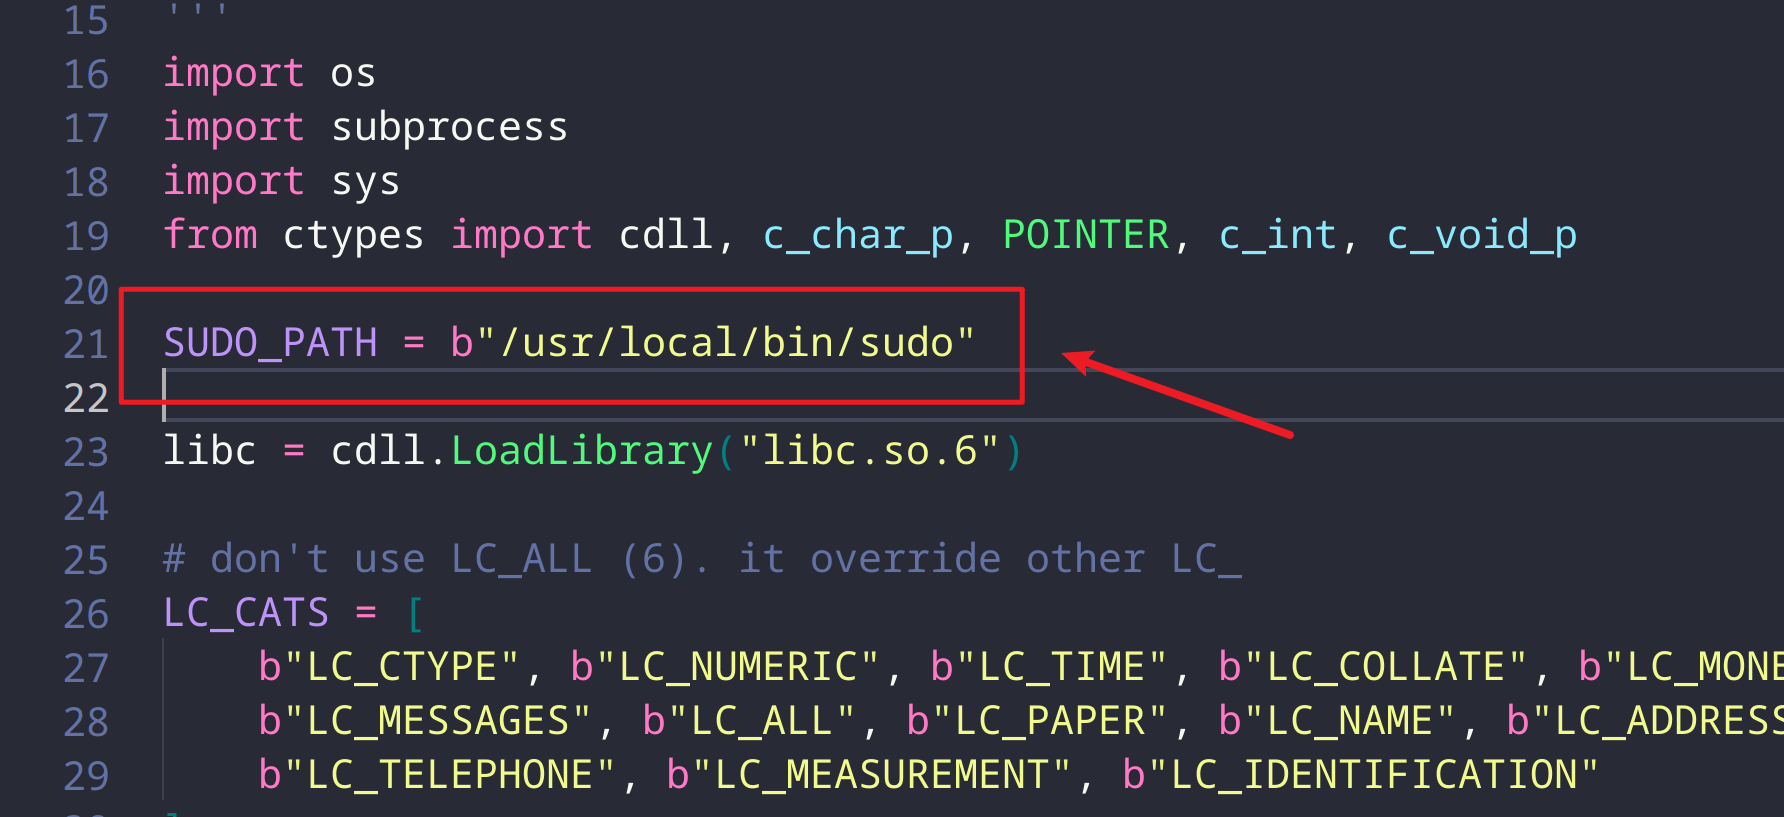 15 '''
16 import os
17 import subprocess
18 import sys
19 from ctypes import cdll, c_char_p, POINTER, c_int, c_void_p
20
21 SUDO_PATH = b"/usr/local/bin/sudo"
22
23 libc = cdll.LoadLibrary("libc.so.6")
24
25 # don't use LC_ALL (6). it override other LC_
26 LC_CATS = [
27     b"LC_CTYPE", b"LC_NUMERIC", b"LC_TIME", b"LC_COLLATE", b"LC_MONE
28     b"LC_MESSAGES", b"LC_ALL", b"LC_PAPER", b"LC_NAME", b"LC_ADDRESS
29     b"LC_TELEPHONE", b"LC_MEASUREMENT", b"LC_IDENTIFICATION"